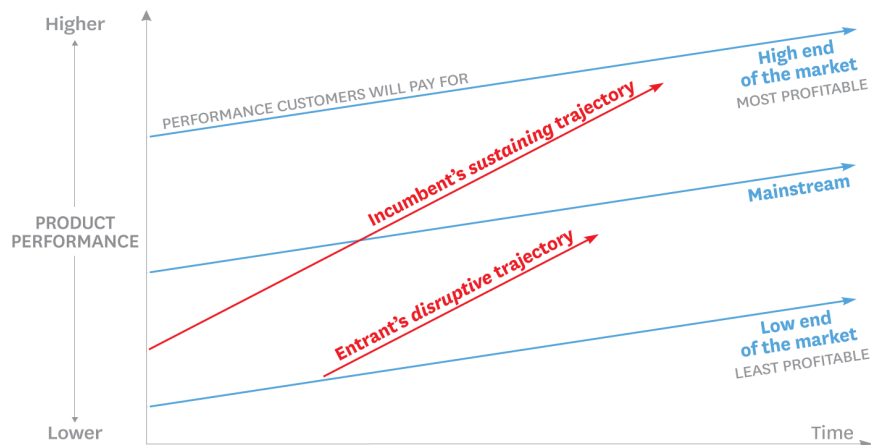 Higher
PERFORMANCE CUSTOMERS WILL PAY FOR
High end
of the market
MOST PROFITABLE
Incumbent's sustaining trajectory
Mainstream
PRODUCT
PERFORMANCE
Entrant's disruptive trajectory
Low end
of the market
LEAST PROFITABLE
Lower
Time